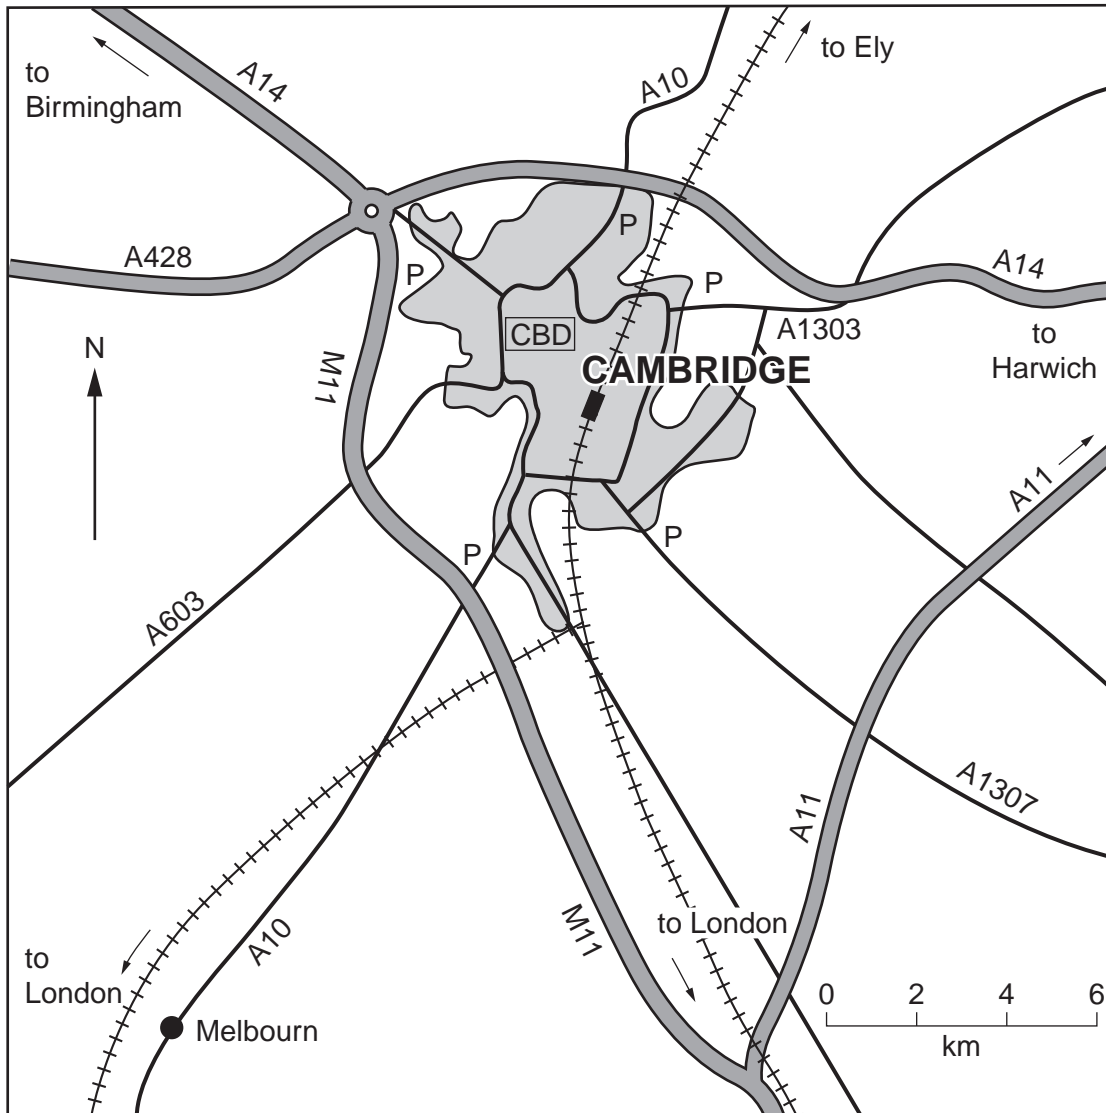 to Ely
to
Birmingham
A14
A10
P
A428
P
P
A14
A1303
to
Harwich
CBD
N
CAMBRIDGE
M11
A11
P
P
A603
A1307
A11
M11
to London
A10
to
London
Melbourn
0 2 4 6
km